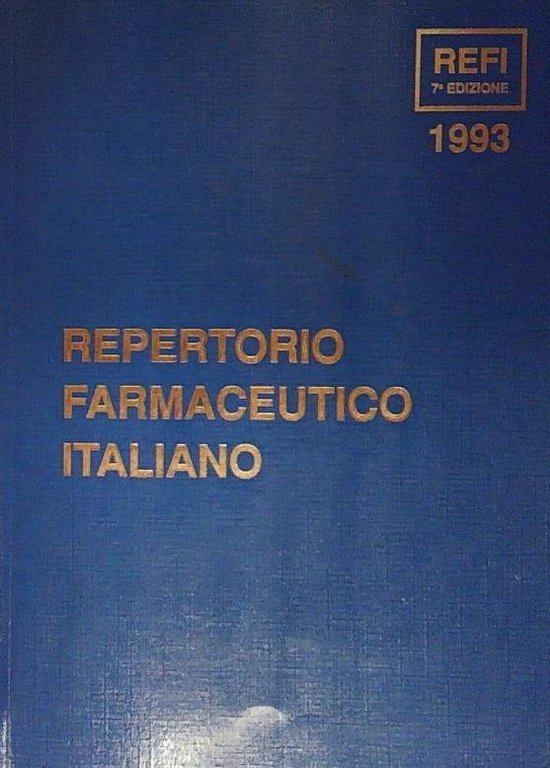 REFI
7ª EDIZIONE
1993
REPERTORIO
FARMACEUTICO
ITALIANO